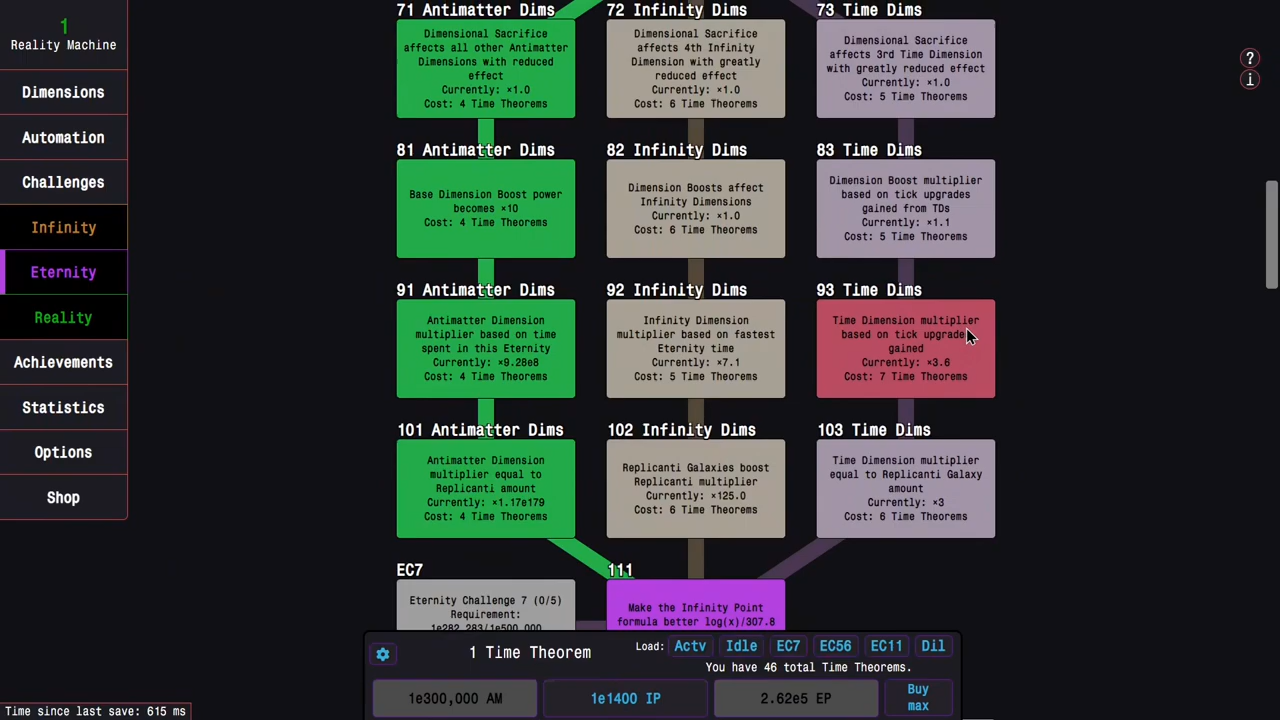 1
Reality Machine
Dimensions
Automation
Challenges
Infinity
Eternity
Reality
Achievements
Statistics
Options
Shop
71 Antimatter Dims
Dimensional Sacrifice
affects all other Antimatter
Dimensions with reduced
effect
Currently: ×1.0
Cost: 4 Time Theorems
72 Infinity Dims
Dimensional Sacrifice
affects 4th Infinity
Dimension with greatly
reduced effect
Currently: ×1.0
Cost: 6 Time Theorems
73 Time Dims
Dimensional Sacrifice
affects 3rd Time Dimension
with greatly reduced effect
Currently: ×1.0
Cost: 5 Time Theorems
81 Antimatter Dims
Base Dimension Boost power
becomes ×10
Cost: 4 Time Theorems
82 Infinity Dims
Dimension Boosts affect
Infinity Dimensions
Currently: ×1.0
Cost: 6 Time Theorems
83 Time Dims
Dimension Boost multiplier
based on tick upgrades
gained from TDs
Currently: ×1.1
Cost: 5 Time Theorems
91 Antimatter Dims
Antimatter Dimension
multiplier based on time
spent in this Eternity
Currently: ×9.28e8
Cost: 4 Time Theorems
92 Infinity Dims
Infinity Dimension
multiplier based on fastest
Eternity time
Currently: ×7.1
Cost: 5 Time Theorems
93 Time Dims
Time Dimension multiplier
based on tick upgrades
gained
Currently: ×3.6
Cost: 7 Time Theorems
101 Antimatter Dims
Antimatter Dimension
multiplier equal to
Replicanti amount
Currently: ×1.17e179
Cost: 4 Time Theorems
102 Infinity Dims
Replicanti Galaxies boost
Replicanti multiplier
Currently: ×125.0
Cost: 6 Time Theorems
103 Time Dims
Time Dimension multiplier
equal to Replicanti Galaxy
amount
Currently: ×3
Cost: 6 Time Theorems
EC7
Eternity Challenge 7 (0/5)
Requirement:
1e282,283/1e500,000
111
Make the Infinity Point
formula better log(x)/307.8
1 Time Theorem
Load: Actv Idle EC7 EC56 EC11 Dil
You have 46 total Time Theorems.
1e300,000 AM
1e1400 IP
2.62e5 EP
Buy
max
?
i
Time since last save: 615 ms